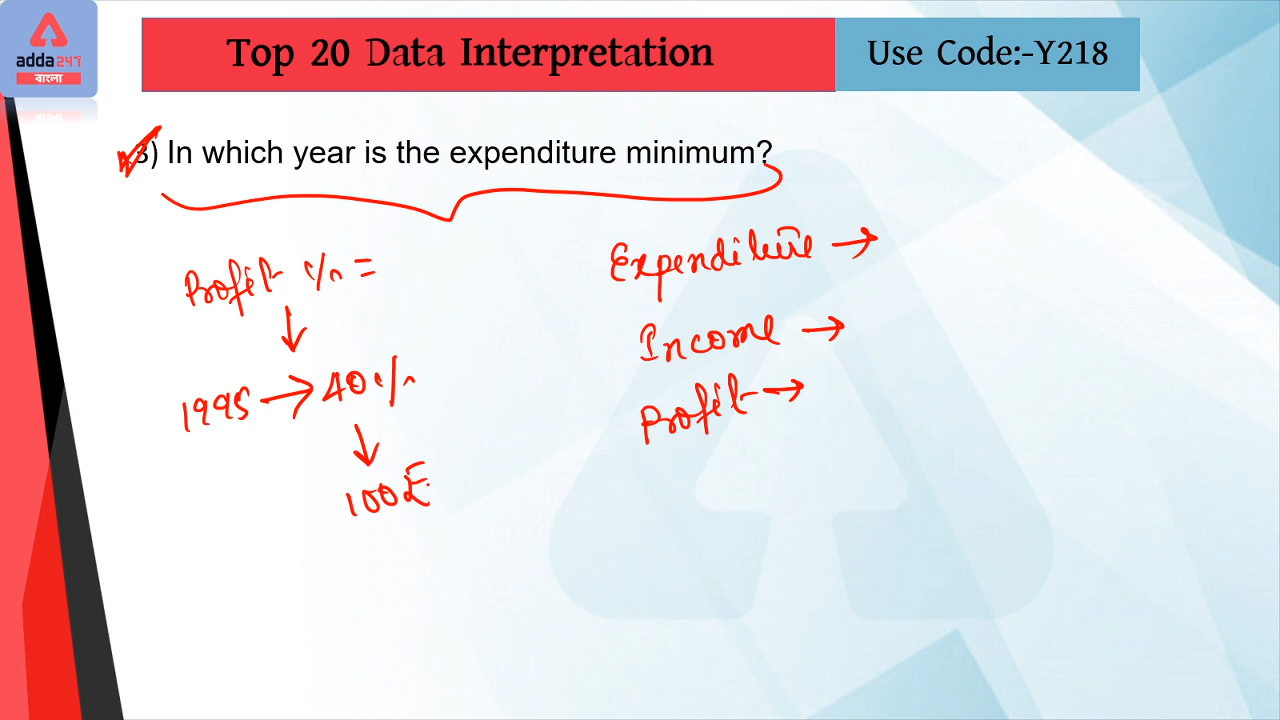 adda247
বাংলা
Top 20 Data Interpretation
Use Code:-Y218
3) In which year is the expenditure minimum?
Profit % =
1995 → 40%
100 E
Expenditure →
Income →
Profit →